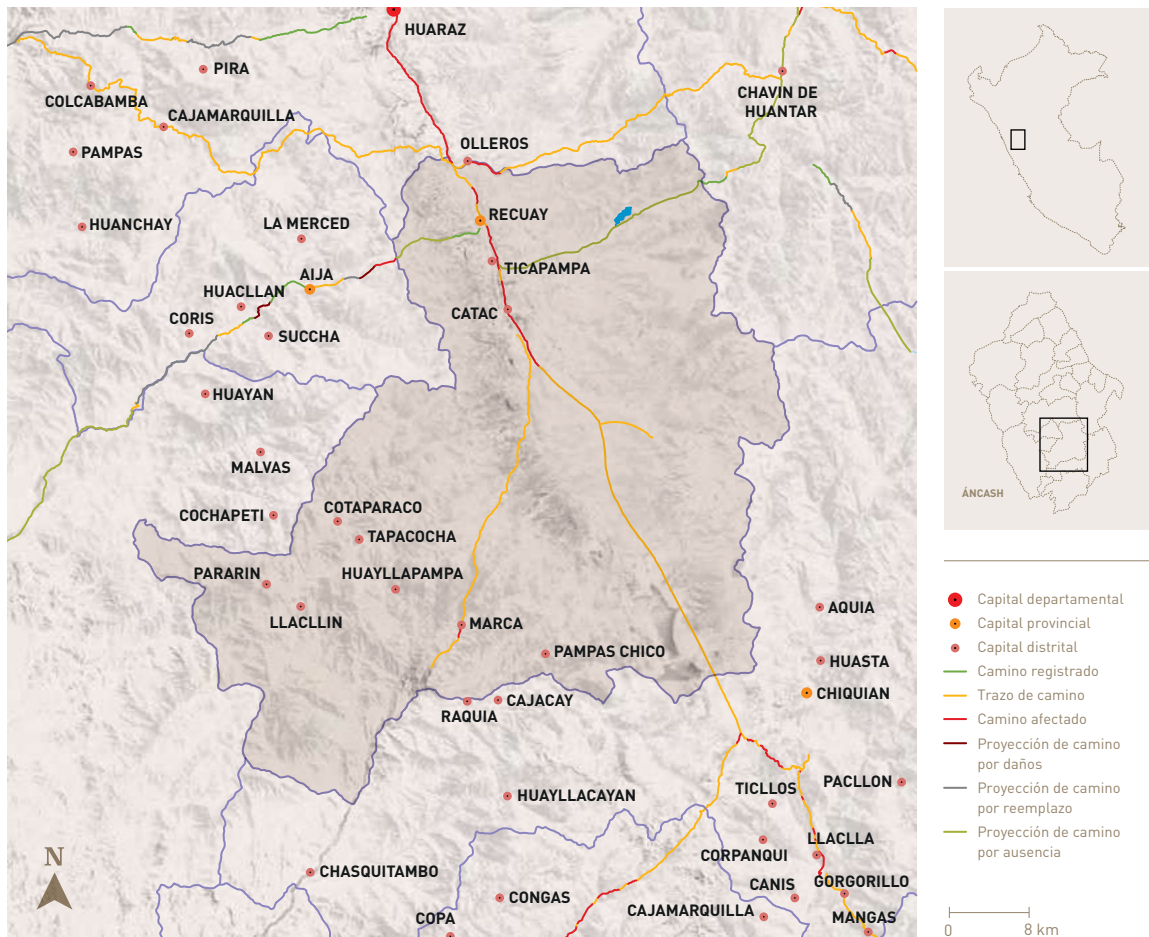 HUARAZ
PIRA
COLCABAMBA
CAJAMARQUILLA
PAMPAS
CHAVIN DE
HUANTAR
OLLEROS
HUANCHAY
LA MERCED
RECUAY
TICAPAMPA
AIJA
HUACLLAN
CORIS
SUCCHA
CATAC
HUAYAN
MALVAS
COCHAPETI
COTAPARACO
TAPACOCHA
PARARIN
HUAYLLAPAMPA
LLACLLIN
MARCA
PAMPAS CHICO
AQUIA
HUASTA
CHIQUIAN
RAQUIA
CAJACAY
HUAYLLACAYAN
TICLLOS
PACLLON
LLACLLA
CORPANQUI
CHASQUITAMBO
CONGAS
CANIS
GORGORILLO
CAJAMARQUILLA
COPA
MANGAS
N
ÁNCASH
Capital departamental
Capital provincial
Capital distrital
Camino registrado
Trazo de camino
Camino afectado
Proyección de camino
por daños
Proyección de camino
por reemplazo
Proyección de camino
por ausencia
0 8 km